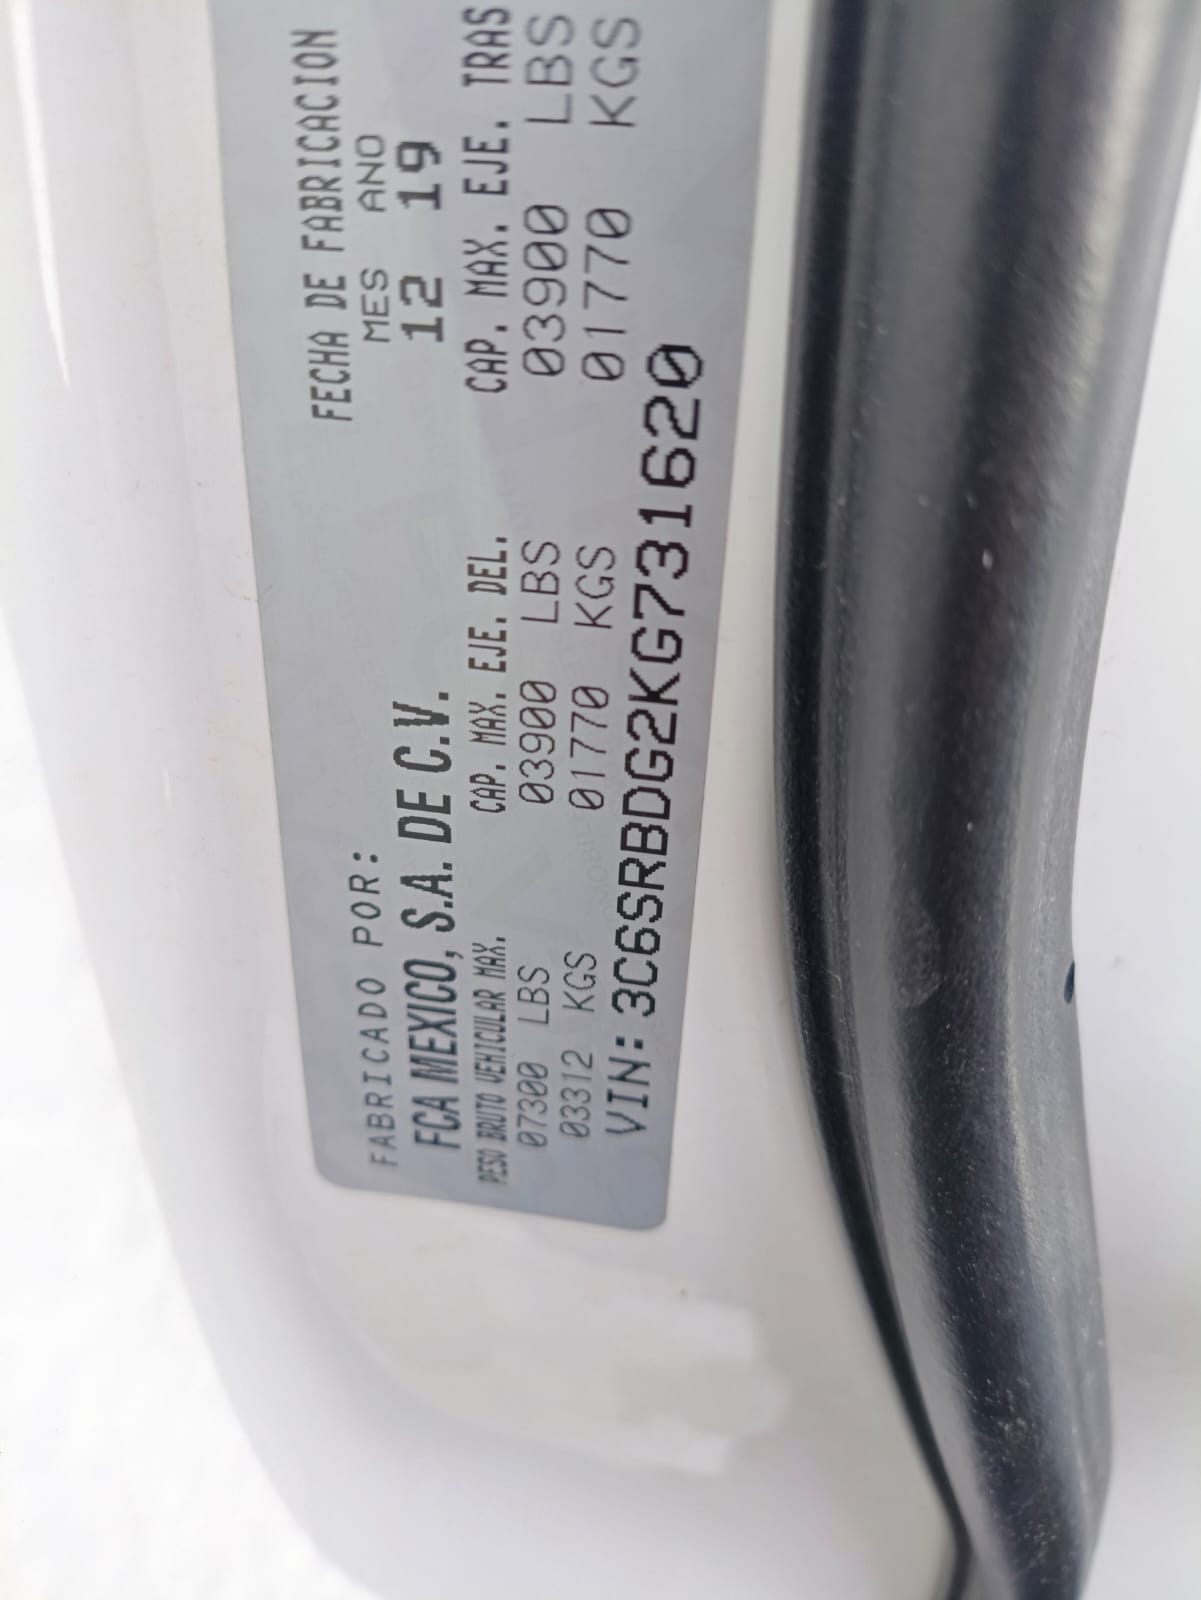 FABRICADO POR:
FCA MEXICO, S.A. DE C.V.
FECHA DE FABRICACION
MES ANO
12 19
PESO BRUTO VEHICULAR MAX.
07300 LBS
03312 KGS
CAP. MAX. EJE. DEL.
03900 LBS
01770 KGS
CAP. MAX. EJE. TRAS
03900 LBS
01770 KGS
VIN: 3C6SRBDG2KG731620